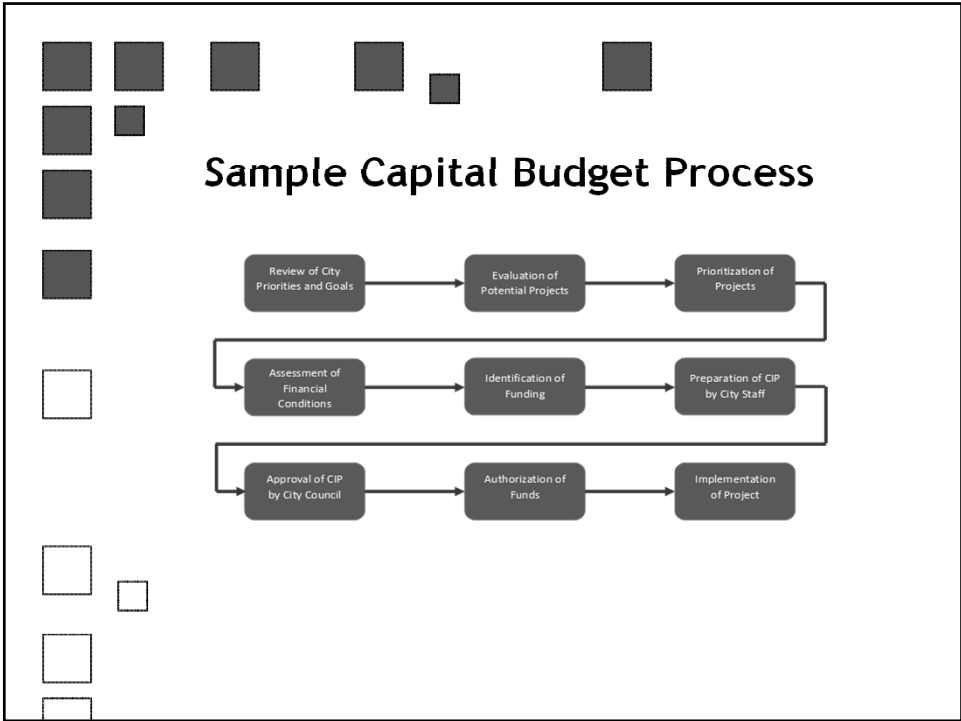 Sample Capital Budget Process
Review of City
Priorities and Goals
Evaluation of
Potential Projects
Prioritization of
Projects
Assessment of
Financial
Conditions
Identification of
Funding
Preparation of CIP
by City Staff
Approval of CIP
by City Council
Authorization of
Funds
Implementation
of Project